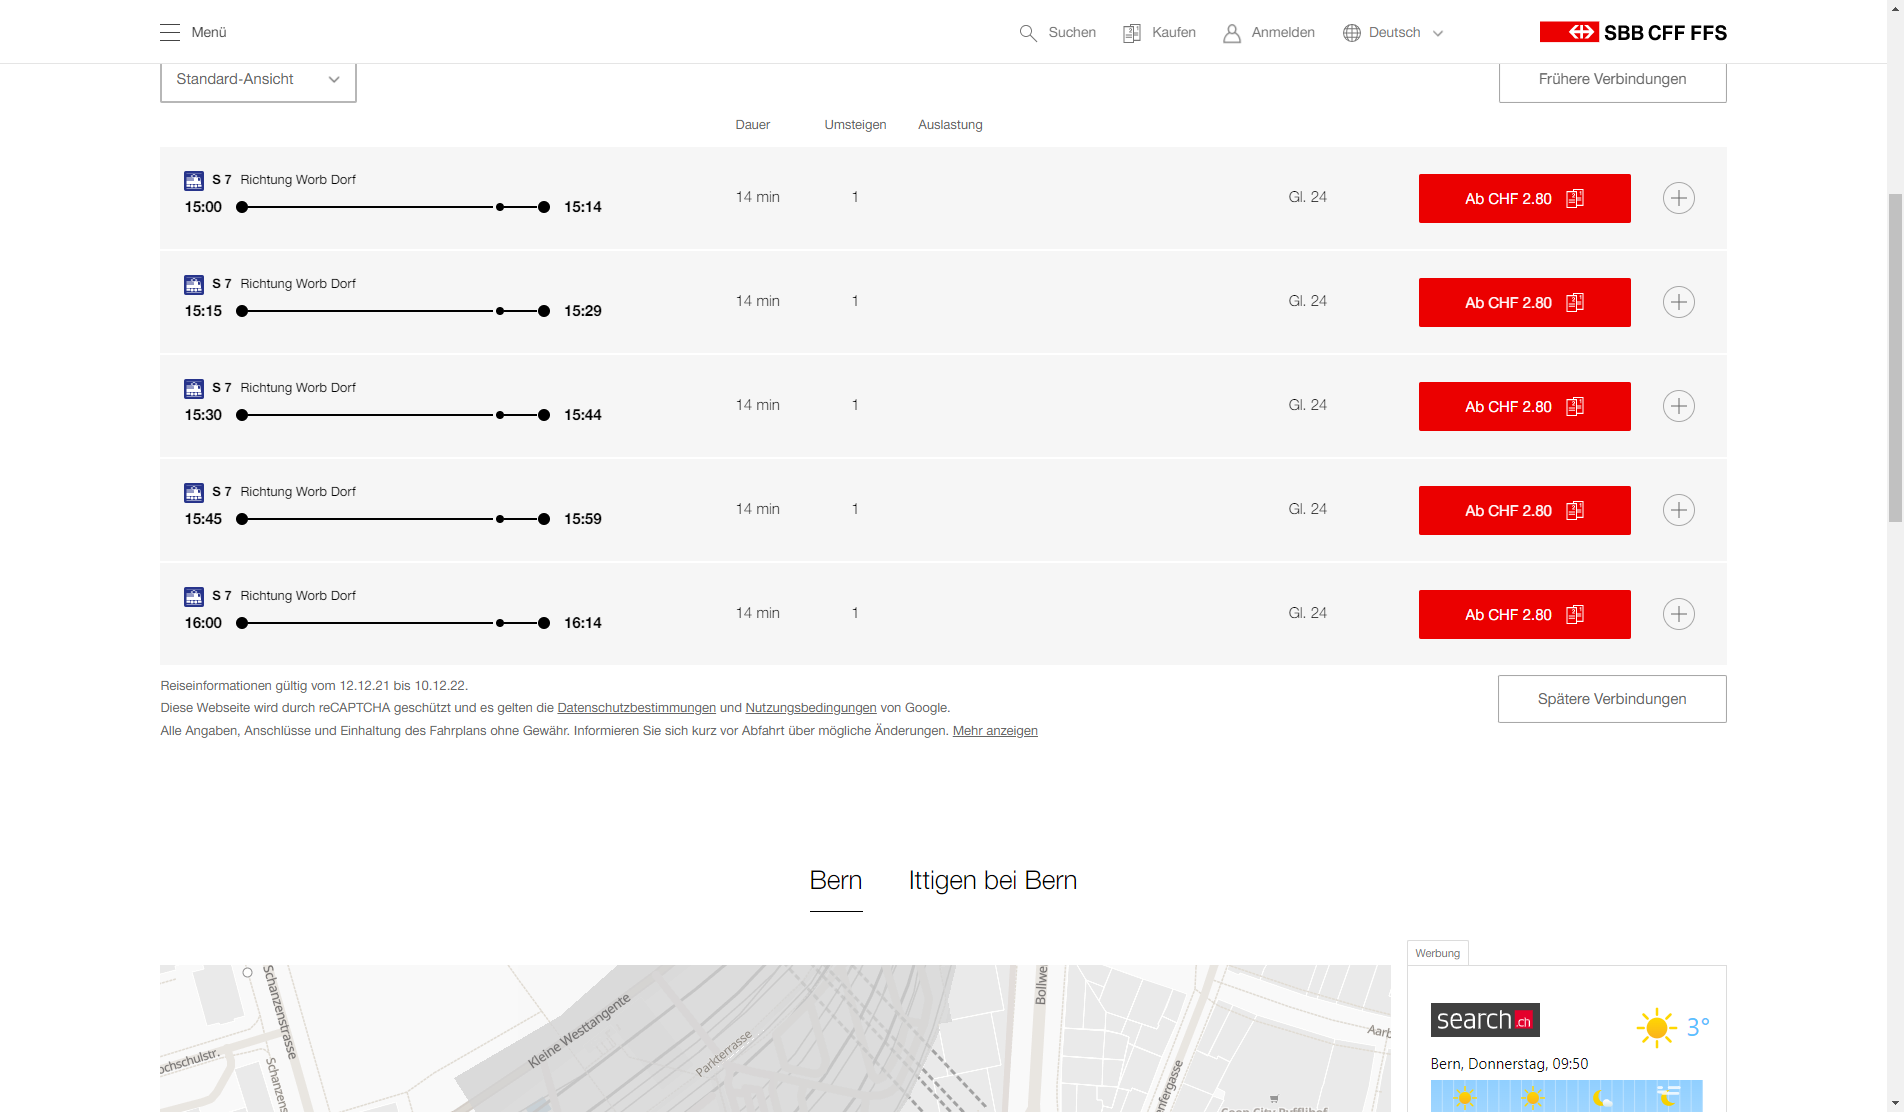 Menü
Suchen
Kaufen
Anmelden
Deutsch
SBB CFF FFS
Standard-Ansicht
Frühere Verbindungen
Dauer
Umsteigen
Auslastung
S 7 Richtung Worb Dorf
15:00 15:14
14 min
1
Gl. 24
Ab CHF 2.80
S 7 Richtung Worb Dorf
15:15 15:29
14 min
1
Gl. 24
Ab CHF 2.80
S 7 Richtung Worb Dorf
15:30 15:44
14 min
1
Gl. 24
Ab CHF 2.80
S 7 Richtung Worb Dorf
15:45 15:59
14 min
1
Gl. 24
Ab CHF 2.80
S 7 Richtung Worb Dorf
16:00 16:14
14 min
1
Gl. 24
Ab CHF 2.80
Reiseinformationen gültig vom 12.12.21 bis 10.12.22.
Diese Webseite wird durch reCAPTCHA geschützt und es gelten die Datenschutzbestimmungen und Nutzungsbedingungen von Google.
Alle Angaben, Anschlüsse und Einhaltung des Fahrplans ohne Gewähr. Informieren Sie sich kurz vor Abfahrt über mögliche Änderungen. Mehr anzeigen
Spätere Verbindungen
Bern
Ittigen bei Bern
Schanzenstrasse
Kleine Westtangente
Parkterrasse
Bollwe
Aarb
ochschulstr.
Schanzens
nfergasse
Werbung
search.ch
3°
Bern, Donnerstag, 09:50